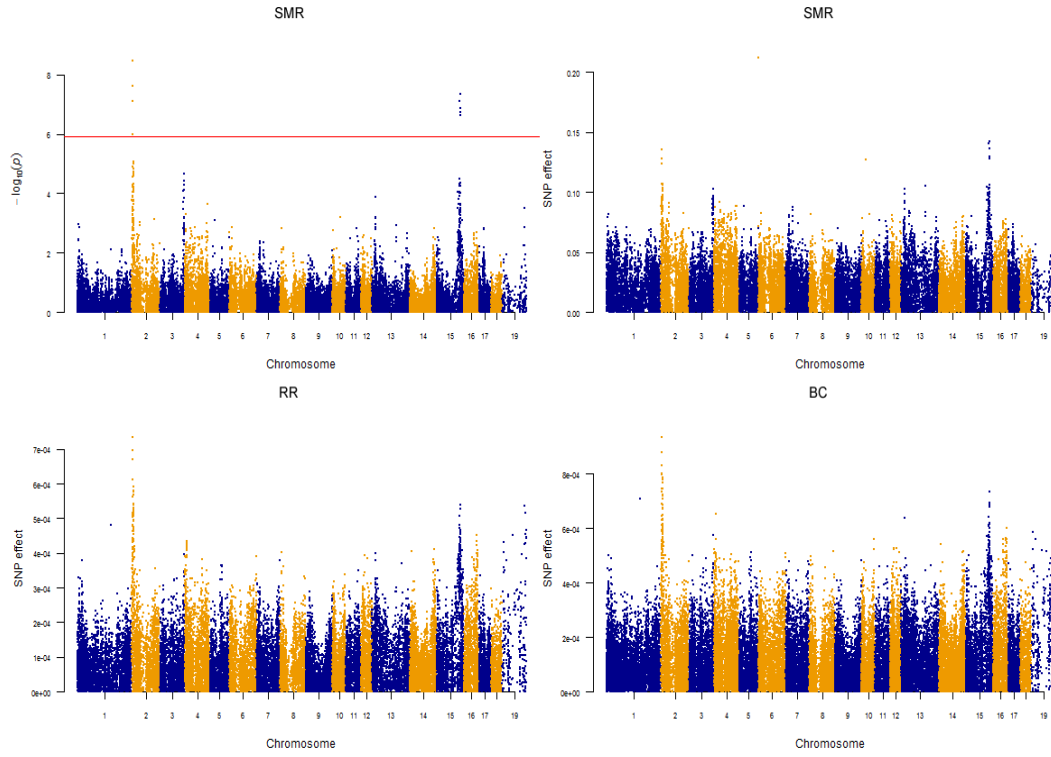 SMR
SMR
8
6
4
2
0
−log10(p)
1 2 3 4 5 6 7 8 9 10 11 12 13 14 15 16 17 19
Chromosome
0.20
0.15
0.10
0.05
0.00
SNP effect
1 2 3 4 5 6 7 8 9 10 11 12 13 14 15 16 17 19
Chromosome
RR
BC
7e-04
6e-04
5e-04
4e-04
3e-04
2e-04
1e-04
0e+00
SNP effect
1 2 3 4 5 6 7 8 9 10 11 12 13 14 15 16 17 19
Chromosome
8e-04
6e-04
4e-04
2e-04
0e+00
SNP effect
1 2 3 4 5 6 7 8 9 10 11 12 13 14 15 16 17 19
Chromosome